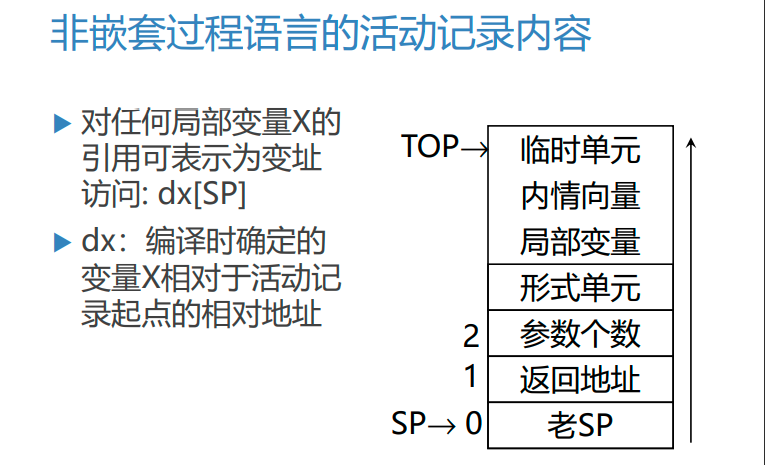 非嵌套过程语言的活动记录内容
对任何局部变量X的
引用可表示为变址
访问: dx[SP]
dx：编译时确定的
变量X相对于活动记
录起点的相对地址
TOP→ 临时单元
内情向量
局部变量
形式单元
2 参数个数
1 返回地址
SP→ 0 老SP